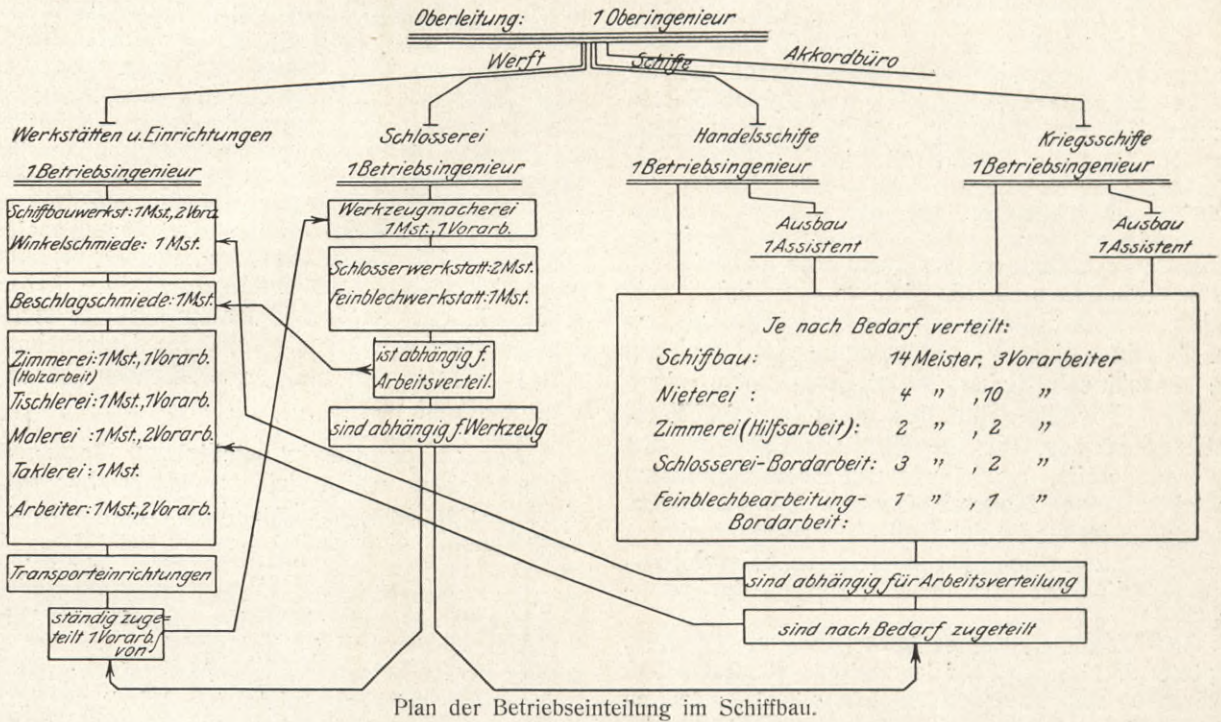 Oberleitung: 1 Oberingenieur
Werft Schiffe Akkordbüro
Werkstätten u. Einrichtungen
1 Betriebsingenieur
Schiffbauwerkst: 1 Mst., 2 Vora.
Winkelschmiede: 1 Mst.
Beschlagschmiede: 1 Mst.
Zimmerei: 1 Mst., 1 Vorarb.
(Holzarbeit)
Tischlerei: 1 Mst., 1 Vorarb.
Malerei : 1 Mst., 2 Vorarb.
Taklerei: 1 Mst.
Arbeiter: 1 Mst., 2 Vorarb.
Transporteinrichtungen
ständig zuge=
teilt 1 Vorarb.
von
Schlosserei
1 Betriebsingenieur
Werkzeugmacherei
1 Mst., 1 Vorarb.
Schlosserwerkstatt: 2 Mst.
Feinblechwerkstatt: 1 Mst.
ist abhängig f.
Arbeitsverteil.
sind abhängig f. Werkzeug
Handelsschiffe
1 Betriebsingenieur
Ausbau
1 Assistent
Kriegsschiffe
1 Betriebsingenieur
Ausbau
1 Assistent
Je nach Bedarf verteilt:
Schiffbau: 14 Meister, 3 Vorarbeiter
Nieterei : 4 " , 10 "
Zimmerei (Hilfsarbeit): 2 " , 2 "
Schlosserei-Bordarbeit: 3 " , 2 "
Feinblechbearbeitung- 1 " , 1 "
Bordarbeit:
sind abhängig für Arbeitsverteilung
sind nach Bedarf zugeteilt
Plan der Betriebseinteilung im Schiffbau.